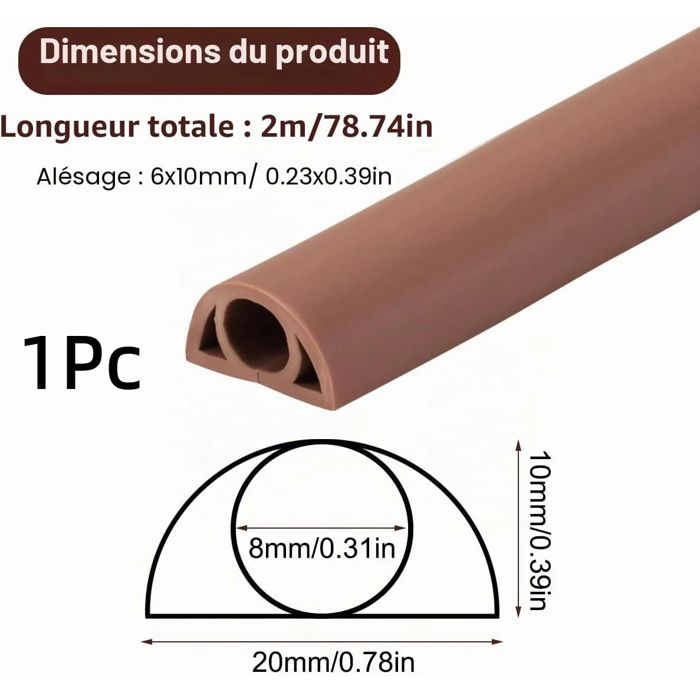 Dimensions du produit
Longueur totale : 2m/78.74in
Alésage : 6x10mm/ 0.23x0.39in
1Pc
8mm/0.31in
10mm/0.39in
20mm/0.78in